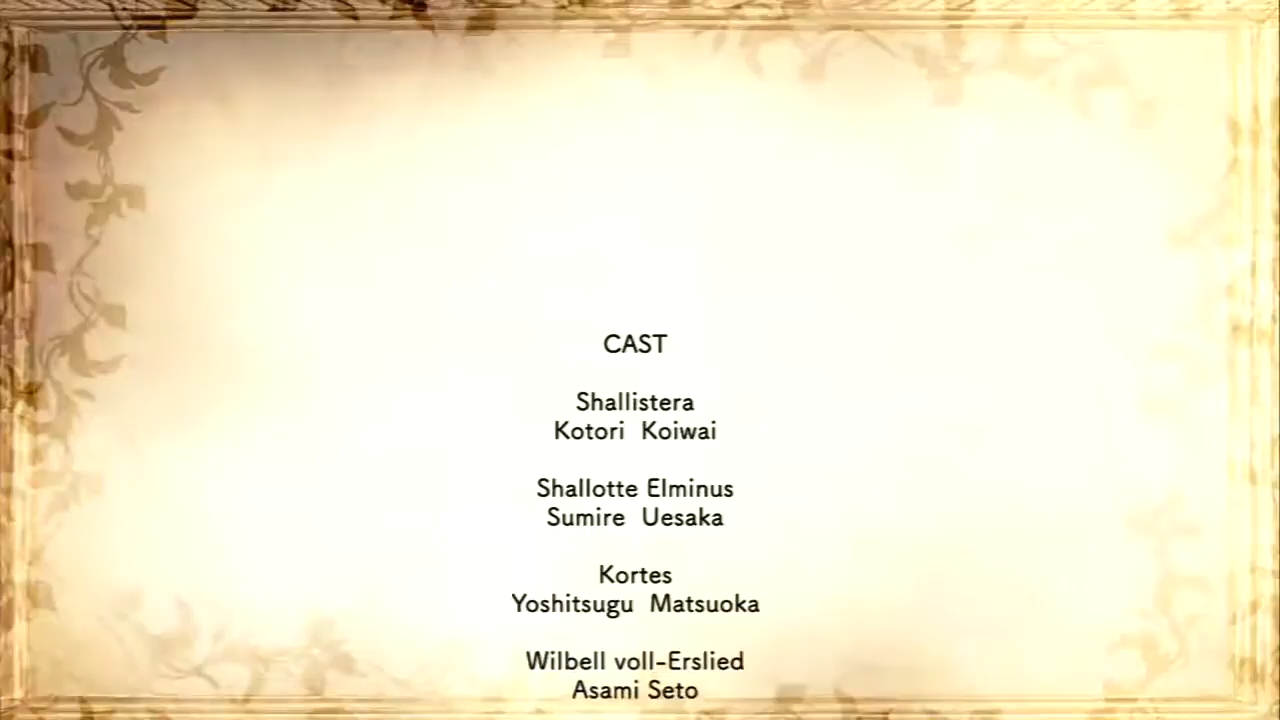 CAST
Shallistera
Kotori Koiwai
Shallotte Elminus
Sumire Uesaka
Kortes
Yoshitsugu Matsuoka
Wilbell voll-Erslied
Asami Seto